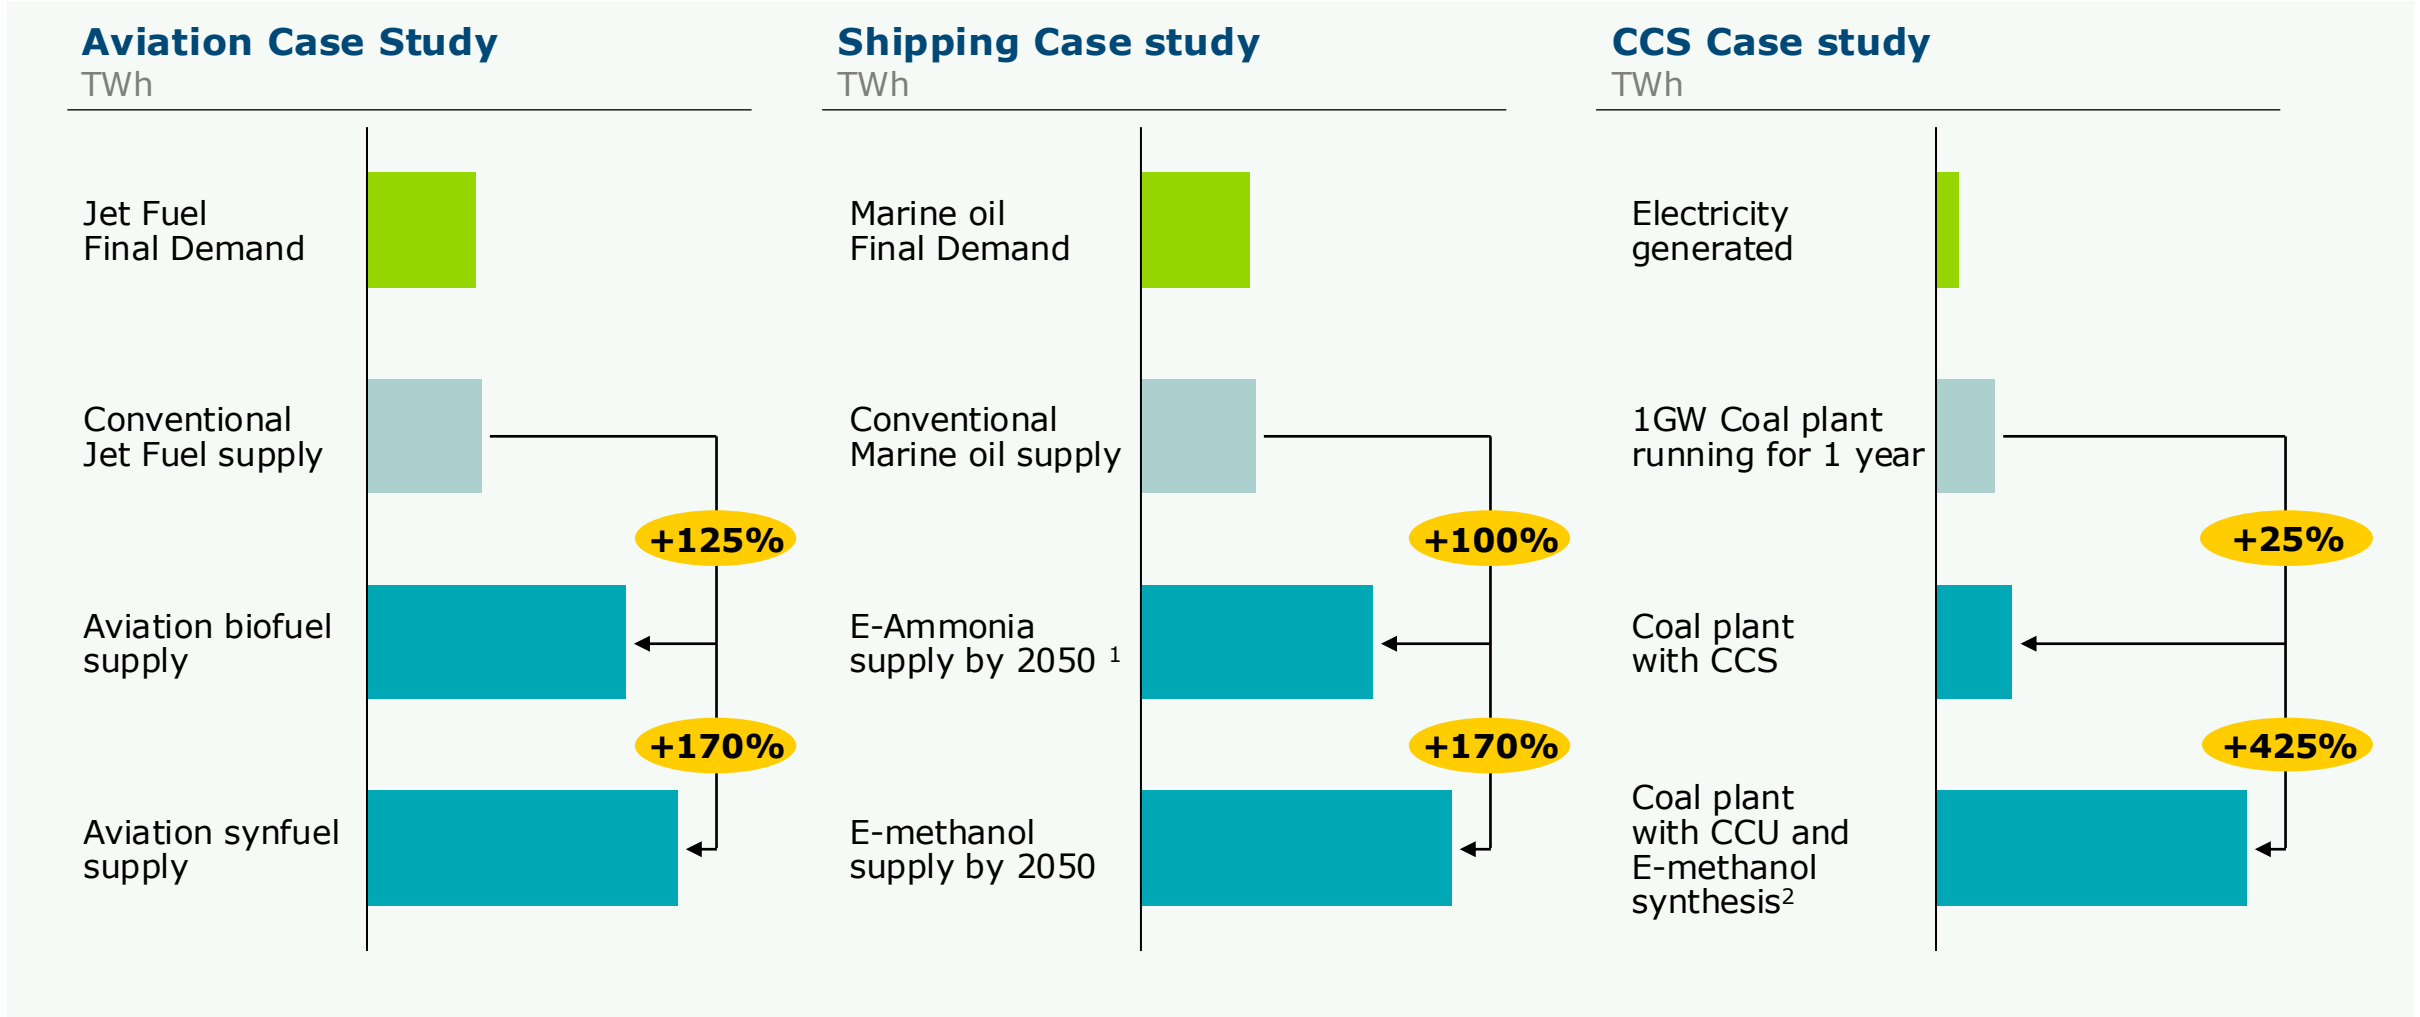 Aviation Case Study
TWh
Jet Fuel
Final Demand
Conventional
Jet Fuel supply
+125%
Aviation biofuel
supply
+170%
Aviation synfuel
supply
Shipping Case study
TWh
Marine oil
Final Demand
Conventional
Marine oil supply
+100%
E-Ammonia
supply by 2050 ¹
+170%
E-methanol
supply by 2050
CCS Case study
TWh
Electricity
generated
1GW Coal plant
running for 1 year
+25%
Coal plant
with CCS
+425%
Coal plant
with CCU and
E-methanol
synthesis²